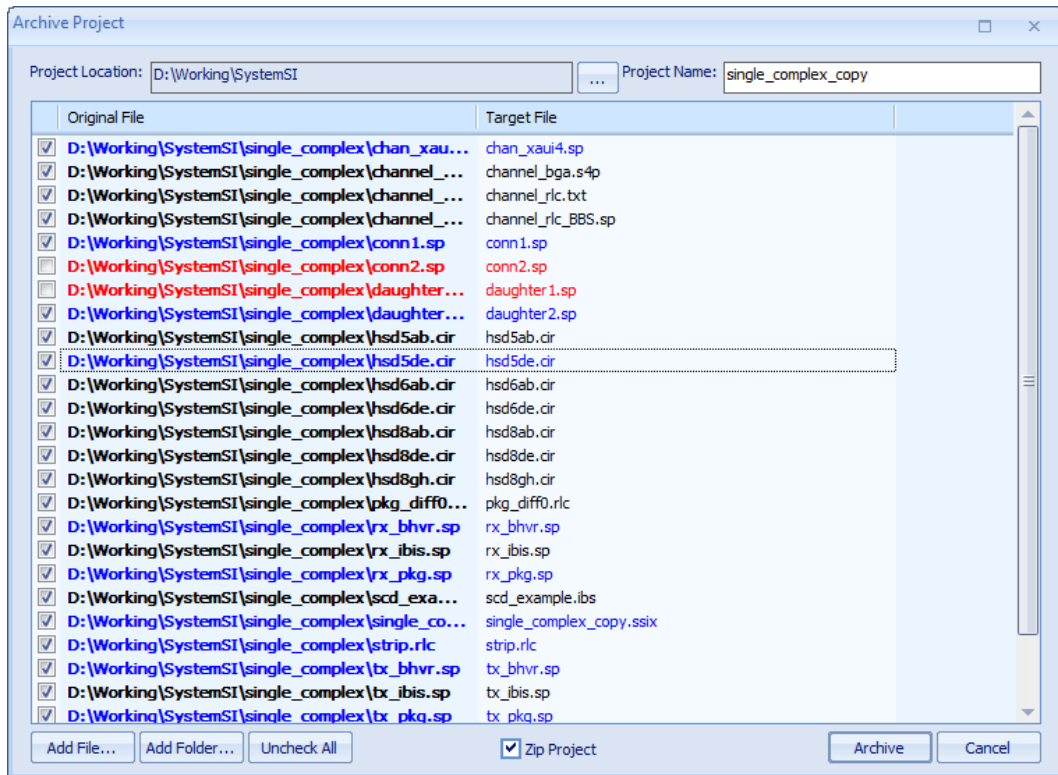 Archive Project
Project Location: D:\Working\SystemSI ... Project Name: single_complex_copy
Original File Target File
D:\Working\SystemSI\single_complex\chan_xau... chan_xaui4.sp
D:\Working\SystemSI\single_complex\channel_... channel_bga.s4p
D:\Working\SystemSI\single_complex\channel_... channel_rlc.txt
D:\Working\SystemSI\single_complex\channel_... channel_rlc_BBS.sp
D:\Working\SystemSI\single_complex\conn1.sp conn1.sp
D:\Working\SystemSI\single_complex\conn2.sp conn2.sp
D:\Working\SystemSI\single_complex\daughter... daughter1.sp
D:\Working\SystemSI\single_complex\daughter... daughter2.sp
D:\Working\SystemSI\single_complex\hsd5ab.cir hsd5ab.cir
D:\Working\SystemSI\single_complex\hsd5de.cir hsd5de.cir
D:\Working\SystemSI\single_complex\hsd6ab.cir hsd6ab.cir
D:\Working\SystemSI\single_complex\hsd6de.cir hsd6de.cir
D:\Working\SystemSI\single_complex\hsd8ab.cir hsd8ab.cir
D:\Working\SystemSI\single_complex\hsd8de.cir hsd8de.cir
D:\Working\SystemSI\single_complex\hsd8gh.cir hsd8gh.cir
D:\Working\SystemSI\single_complex\pkg_diff0... pkg_diff0.rlc
D:\Working\SystemSI\single_complex\rx_bhvr.sp rx_bhvr.sp
D:\Working\SystemSI\single_complex\rx_ibis.sp rx_ibis.sp
D:\Working\SystemSI\single_complex\rx_pkg.sp rx_pkg.sp
D:\Working\SystemSI\single_complex\scd_exa... scd_example.ibs
D:\Working\SystemSI\single_complex\single_co... single_complex_copy.ssix
D:\Working\SystemSI\single_complex\strip.rlc strip.rlc
D:\Working\SystemSI\single_complex\tx_bhvr.sp tx_bhvr.sp
D:\Working\SystemSI\single_complex\tx_ibis.sp tx_ibis.sp
D:\Working\SystemSI\single_complex\tx_pkg.sp tx_pkg.sp
Add File... Add Folder... Uncheck All Zip Project Archive Cancel